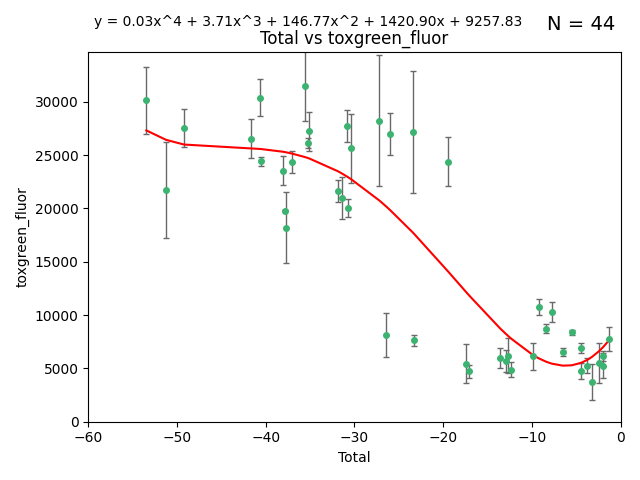 y = 0.03x^4 + 3.71x^3 + 146.77x^2 + 1420.90x + 9257.83
N = 44
Total vs toxgreen_fluor
30000
25000
20000
15000
10000
5000
0
toxgreen_fluor
−60
−50
−40
−30
−20
−10
0
Total